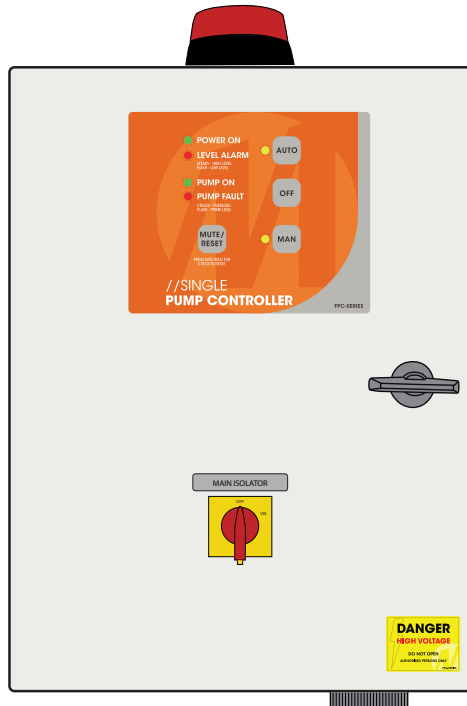 POWER ON
LEVEL ALARM
STEADY - HIGH LEVEL
FLASH - LOW LEVEL
AUTO
PUMP ON
PUMP FAULT
STEADY - OVERLOAD
FLASH - PRIME LOSS
OFF
MUTE/
RESET
PRESS AND HOLD FOR
3 SECS TO RESET
MAN
//SINGLE
PUMP CONTROLLER
FPC-SERIES
MAIN ISOLATOR
OFF
ON
DANGER
HIGH VOLTAGE
DO NOT OPEN
AUTHORISED PERSONS ONLY